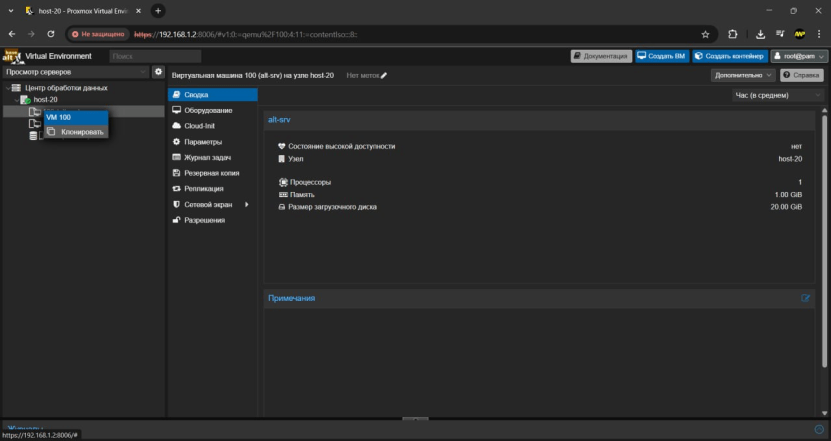 host-20 - Proxmox Virtual Envir
Не защищено https://192.168.1.2:8006/#v1:0:=qemu%2F100:4:11:=contentIso::8::
alt Virtual Environment Поиск Документация Создать ВМ Создать контейнер root@pam
Просмотр серверов
Виртуальная машина 100 (alt-srv) на узле host-20 Нет меток Дополнительно Справка
Центр обработки данных
host-20
VM 100
Клонировать
Сводка
Оборудование
Cloud-Init
Параметры
Журнал задач
Резервная копия
Репликация
Сетевой экран
Разрешения
Час (в среднем)
alt-srv
Состояние высокой доступности нет
Узел host-20
Процессоры 1
Память 1.00 GiB
Размер загрузочного диска 20.00 GiB
Примечания
https://192.168.1.2:8006/#